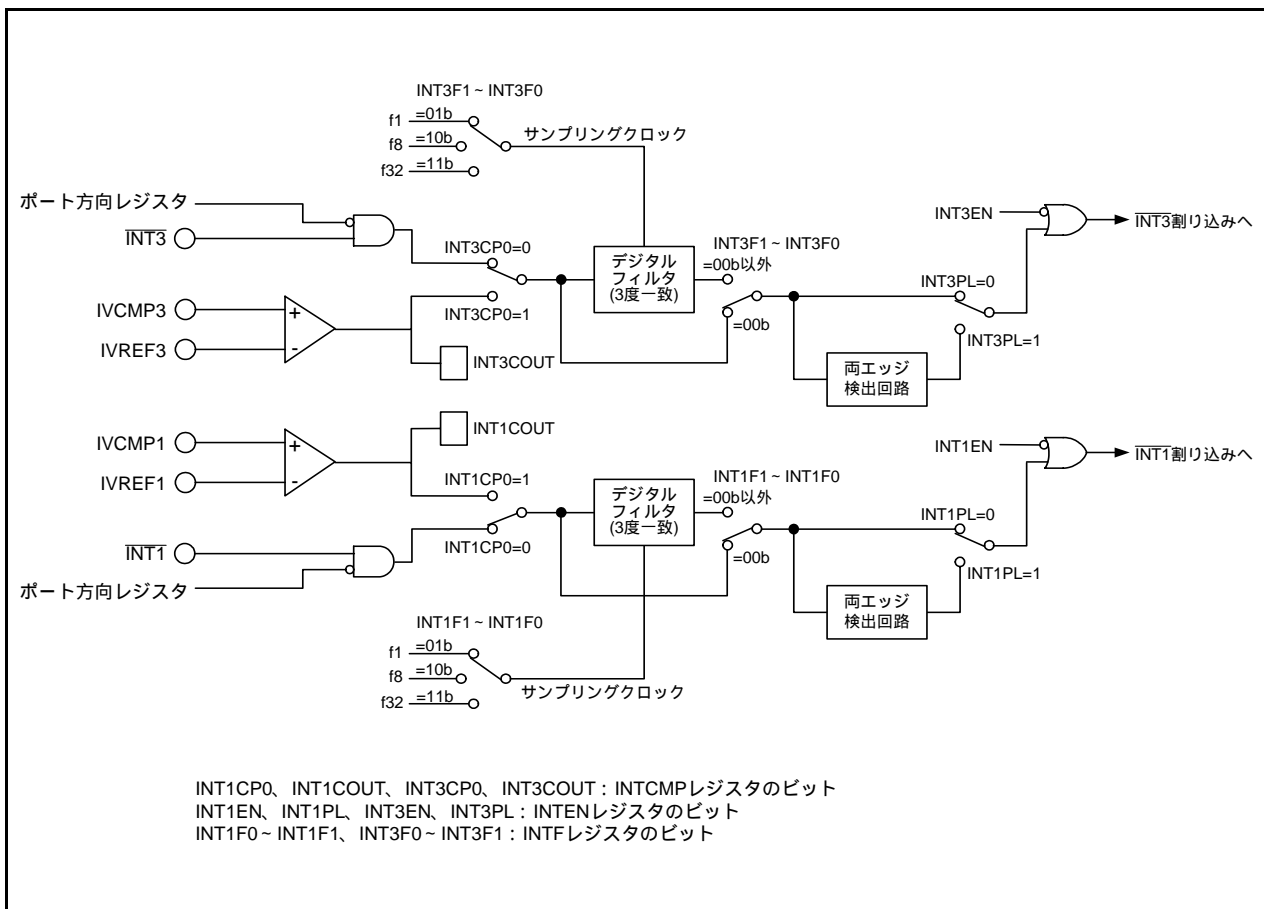 INT3F1 ~ INT3F0
f1 =01b
f8 =10b
f32 =11b
サンプリングクロック
ポート方向レジスタ
INT3
INT3CP0=0
デジタル
フィルタ
(3度一致)
INT3F1 ~ INT3F0
=00b以外
=00b
INT3EN
INT3割り込みへ
INT3PL=0
INT3PL=1
両エッジ
検出回路
IVCMP3
+
IVREF3
-
INT3CP0=1
INT3COUT
INT1COUT
IVCMP1
+
IVREF1
-
INT1CP0=1
INT1CP0=0
INT1
ポート方向レジスタ
デジタル
フィルタ
(3度一致)
INT1F1 ~ INT1F0
=00b以外
=00b
INT1EN
INT1割り込みへ
INT1PL=0
INT1PL=1
両エッジ
検出回路
INT1F1 ~ INT1F0
f1 =01b
f8 =10b
f32 =11b
サンプリングクロック
INT1CP0、INT1COUT、INT3CP0、INT3COUT : INTCMPレジスタのビット
INT1EN、INT1PL、INT3EN、INT3PL : INTENレジスタのビット
INT1F0 ~ INT1F1、INT3F0 ~ INT3F1 : INTFレジスタのビット